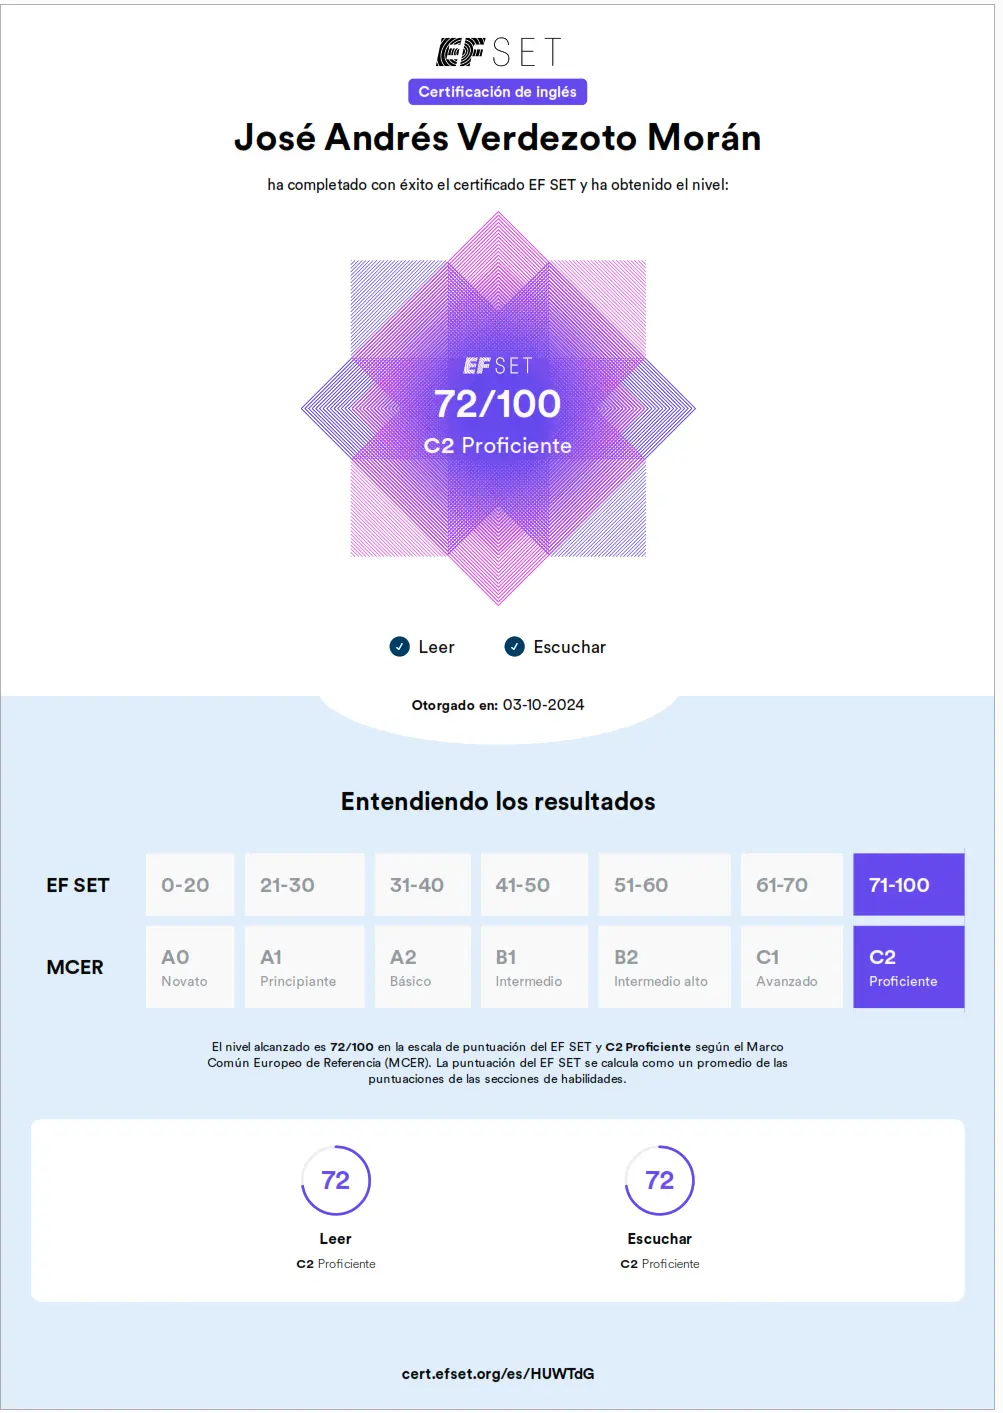 EF SET
Certificación de inglés
José Andrés Verdezoto Morán
ha completado con éxito el certificado EF SET y ha obtenido el nivel:
EF SET
72/100
C2 Proficiente
Leer Escuchar
Otorgado en: 03-10-2024
Entendiendo los resultados
EF SET 0-20 21-30 31-40 41-50 51-60 61-70 71-100
MCER A0 A1 A2 B1 B2 C1 C2
Novato Principiante Básico Intermedio Intermedio alto Avanzado Proficiente
El nivel alcanzado es 72/100 en la escala de puntuación del EF SET y C2 Proficiente según el Marco
Común Europeo de Referencia (MCER). La puntuación del EF SET se calcula como un promedio de las
puntuaciones de las secciones de habilidades.
72 72
Leer Escuchar
C2 Proficiente C2 Proficiente
cert.efset.org/es/HUWTdG